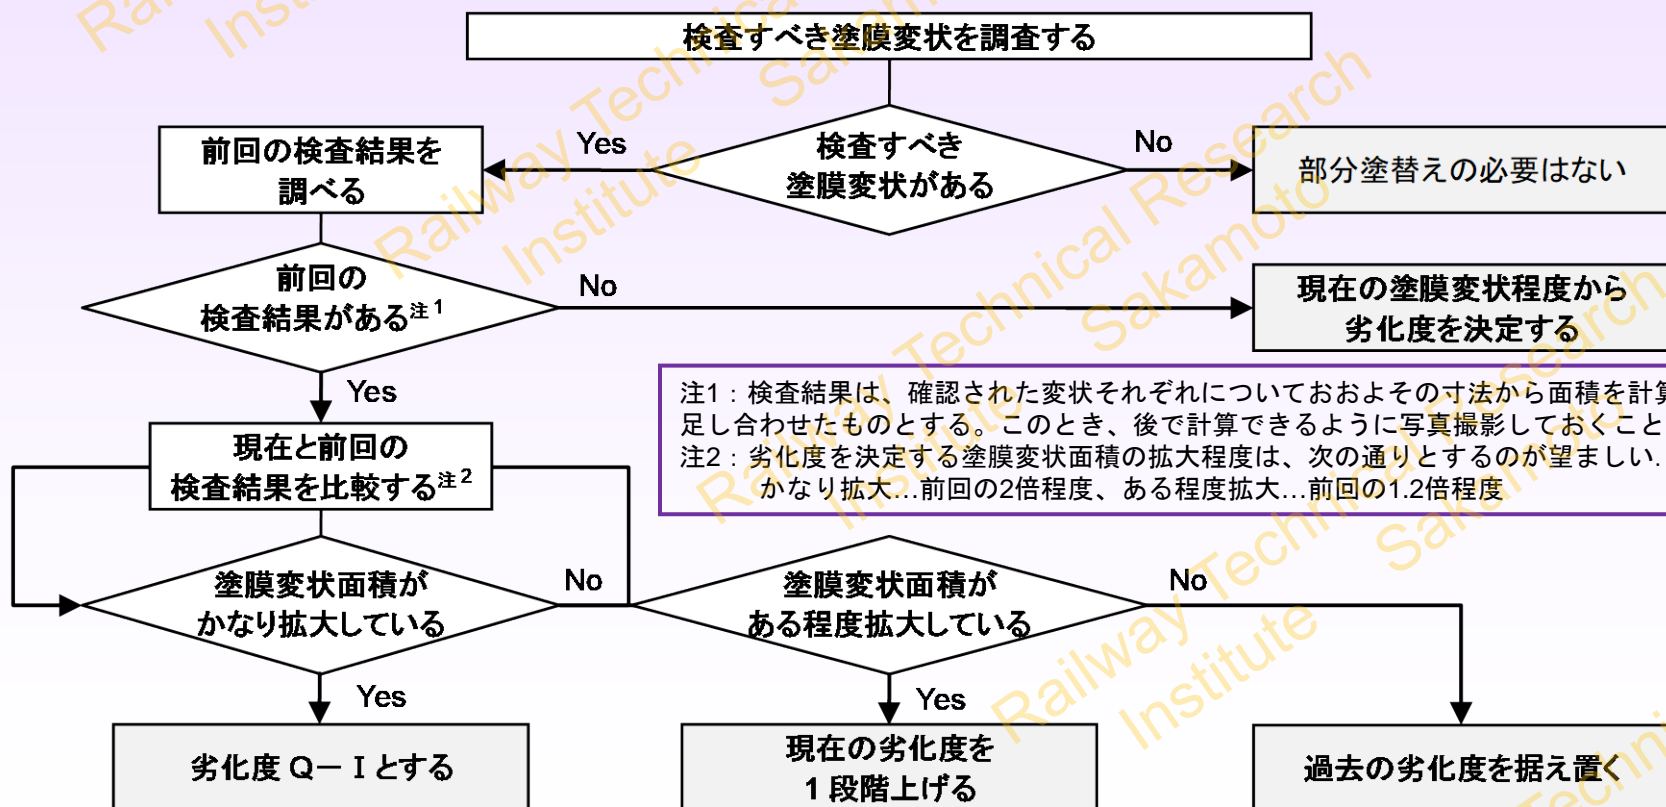 検査すべき塗膜変状を調査する
前回の検査結果を
調べる
Yes
検査すべき
塗膜変状がある
No
部分塗替えの必要はない
前回の
検査結果がある注1
No
現在の塗膜変状程度から
劣化度を決定する
Yes
注1：検査結果は、確認された変状それぞれについておおよその寸法から面積を計算
足し合わせたものとする。このとき、後で計算できるように写真撮影しておくこと
注2：劣化度を決定する塗膜変状面積の拡大程度は、次の通りとするのが望ましい.
かなり拡大…前回の2倍程度、ある程度拡大…前回の1.2倍程度
現在と前回の
検査結果を比較する注2
塗膜変状面積が
かなり拡大している
No
塗膜変状面積が
ある程度拡大している
No
Yes
Yes
劣化度 Q－Ⅰとする
現在の劣化度を
1 段階上げる
過去の劣化度を据え置く
Railway Technical Research
Institute Sakamoto
Railway Technical Research
Institute Sakamoto
Railway Technical Research
Institute Sakamoto
Railway Technical Research
Institute Sakamoto